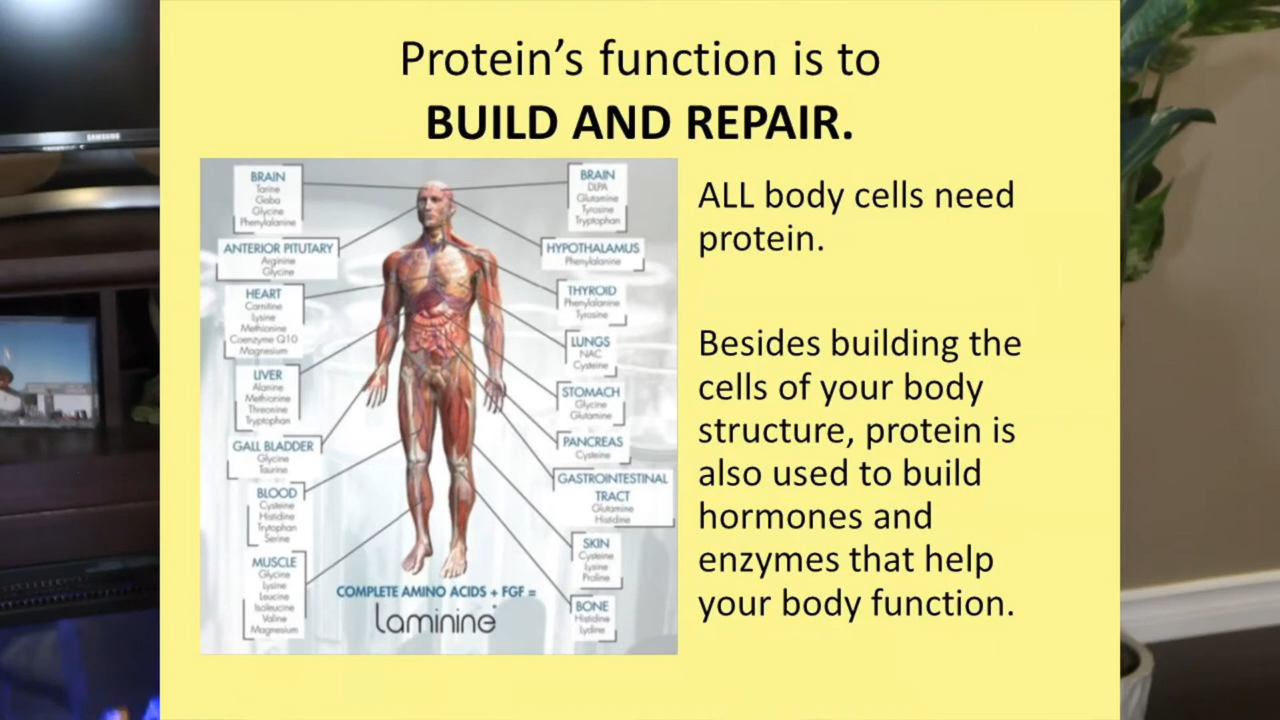 SAMSUNG
Protein’s function is to
BUILD AND REPAIR.
BRAIN
Tarine
Gaba
Glycine
Phenylalanine
ANTERIOR PITUTARY
Arginine
Glycine
HEART
Carnitine
Lysine
Methionine
Coenzyme Q10
Magnesium
LIVER
Alanine
Methionine
Threonine
Tryptophan
GALL BLADDER
Glycine
Taurine
BLOOD
Cysteine
Histidine
Trytophan
Serine
MUSCLE
Glycine
Lysine
Leucine
Isoleucine
Valine
Magnesium
BRAIN
DLPA
Glutamine
Tyrosine
Tryptophan
HYPOTHALAMUS
Phenylalanine
THYROID
Phenylalanine
Tyrosine
LUNGS
NAC
Cysteine
STOMACH
Glycine
Glutamine
PANCREAS
Cysteine
GASTROINTESTINAL
TRACT
Glutamine
Histidine
SKIN
Cysteine
Lysine
Proline
BONE
Histidine
Lydine
COMPLETE AMINO ACIDS + FGF =
Laminine
ALL body cells need
protein.
Besides building the
cells of your body
structure, protein is
also used to build
hormones and
enzymes that help
your body function.